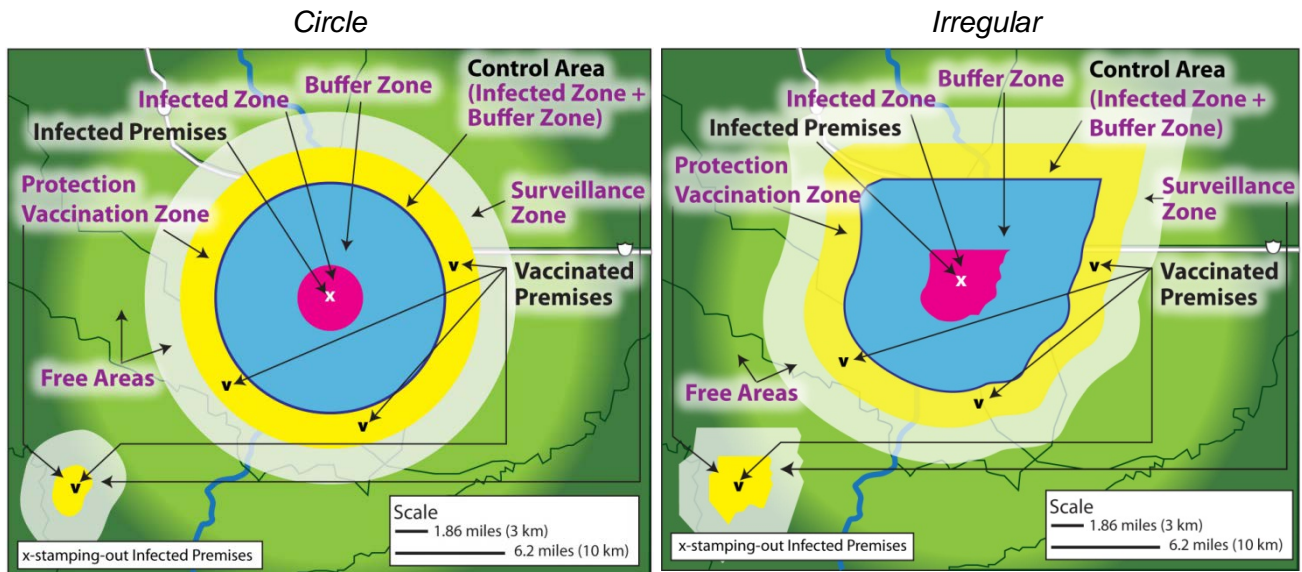 Circle
Control Area
(Infected Zone +
Buffer Zone)
Buffer Zone
Infected Zone
Infected Premises
Protection
Vaccination Zone
Surveillance
Zone
v
x
Vaccinated
Premises
v
Free Areas
v
v
Scale
1.86 miles (3 km)
6.2 miles (10 km)
x-stamping-out Infected Premises
Irregular
Control Area
(Infected Zone +
Buffer Zone)
Buffer Zone
Infected Zone
Infected Premises
Protection
Vaccination Zone
Surveillance
Zone
v
x
Vaccinated
Premises
v
Free Areas
v
v
Scale
1.86 miles (3 km)
6.2 miles (10 km)
x-stamping-out Infected Premises